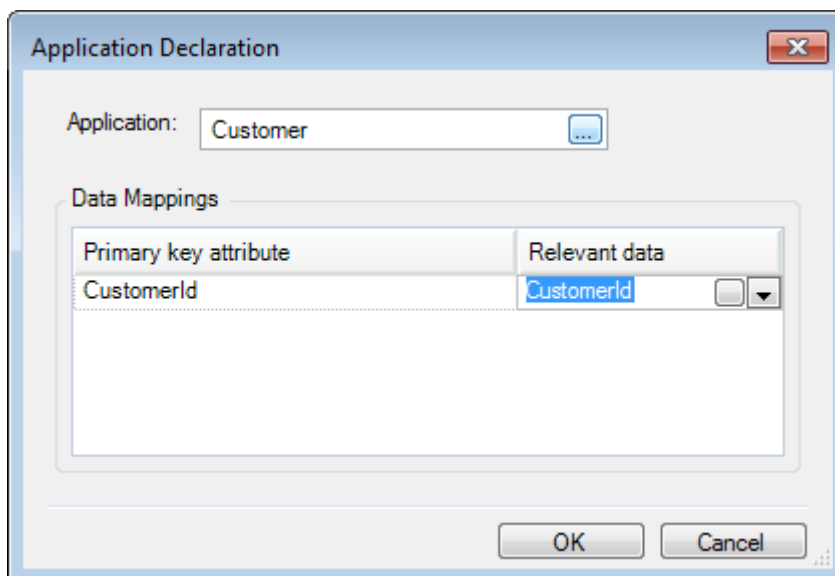 Application Declaration
Application: Customer ...
Data Mappings
Primary key attribute Relevant data
CustomerId CustomerId
OK Cancel